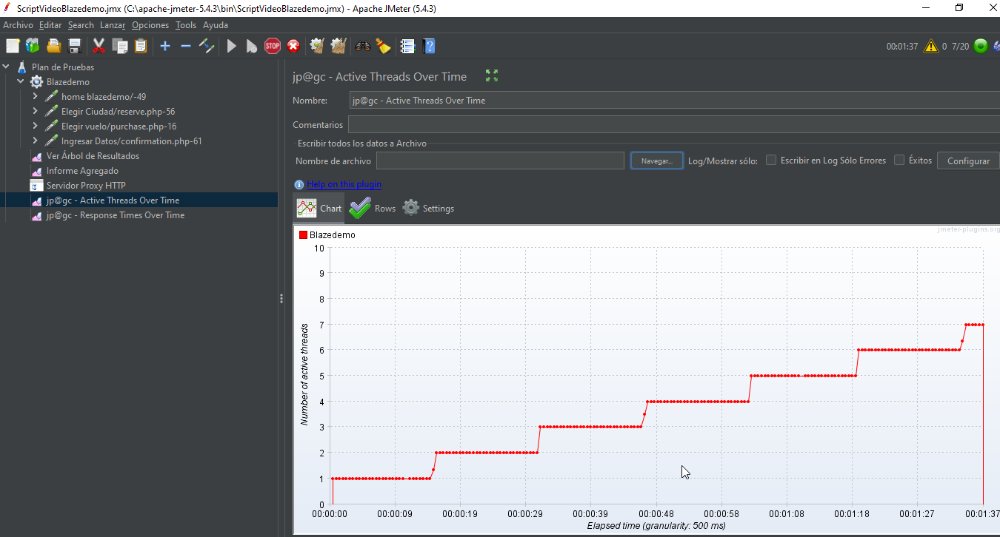 ScriptVideoBlazedemo.jmx (C:\apache-jmeter-5.4.3\bin\ScriptVideoBlazedemo.jmx) - Apache JMeter (5.4.3)
Archivo Editar Search Lanzar Opciones Tools Ayuda
STOP 00:01:37 0 7/20
Plan de Pruebas
Blazedemo
home blazedemo/-49
Elegir Ciudad/reserve.php-56
Elegir vuelo/purchase.php-16
Ingresar Datos/confirmation.php-61
Ver Árbol de Resultados
Informe Agregado
Servidor Proxy HTTP
jp@gc - Active Threads Over Time
jp@gc - Response Times Over Time
jp@gc - Active Threads Over Time
Nombre: jp@gc - Active Threads Over Time
Comentarios
Escribir todos los datos a Archivo
Nombre de archivo Navegar... Log/Mostrar sólo: Escribir en Log Sólo Errores Éxitos Configurar
Help on this plugin
Chart Rows Settings
jmeter-plugins.org
Blazedemo
10
9
8
7
6
5
4
3
2
1
0
Number of active threads
00:00:00 00:00:09 00:00:19 00:00:29 00:00:39 00:00:48 00:00:58 00:01:08 00:01:18 00:01:27 00:01:37
Elapsed time (granularity: 500 ms)